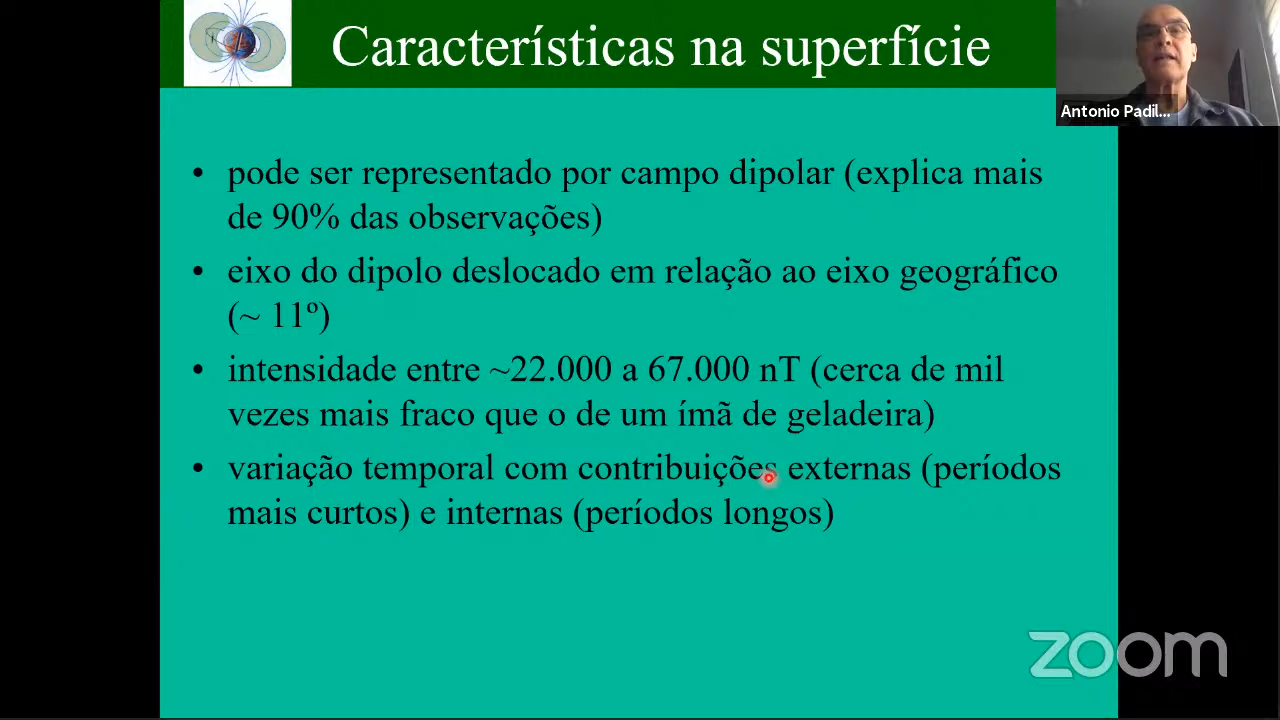 Características na superfície
Antonio Padil...
• pode ser representado por campo dipolar (explica mais
de 90% das observações)
• eixo do dipolo deslocado em relação ao eixo geográfico
(~ 11º)
• intensidade entre ~22.000 a 67.000 nT (cerca de mil
vezes mais fraco que o de um ímã de geladeira)
• variação temporal com contribuições externas (períodos
mais curtos) e internas (períodos longos)
zoom